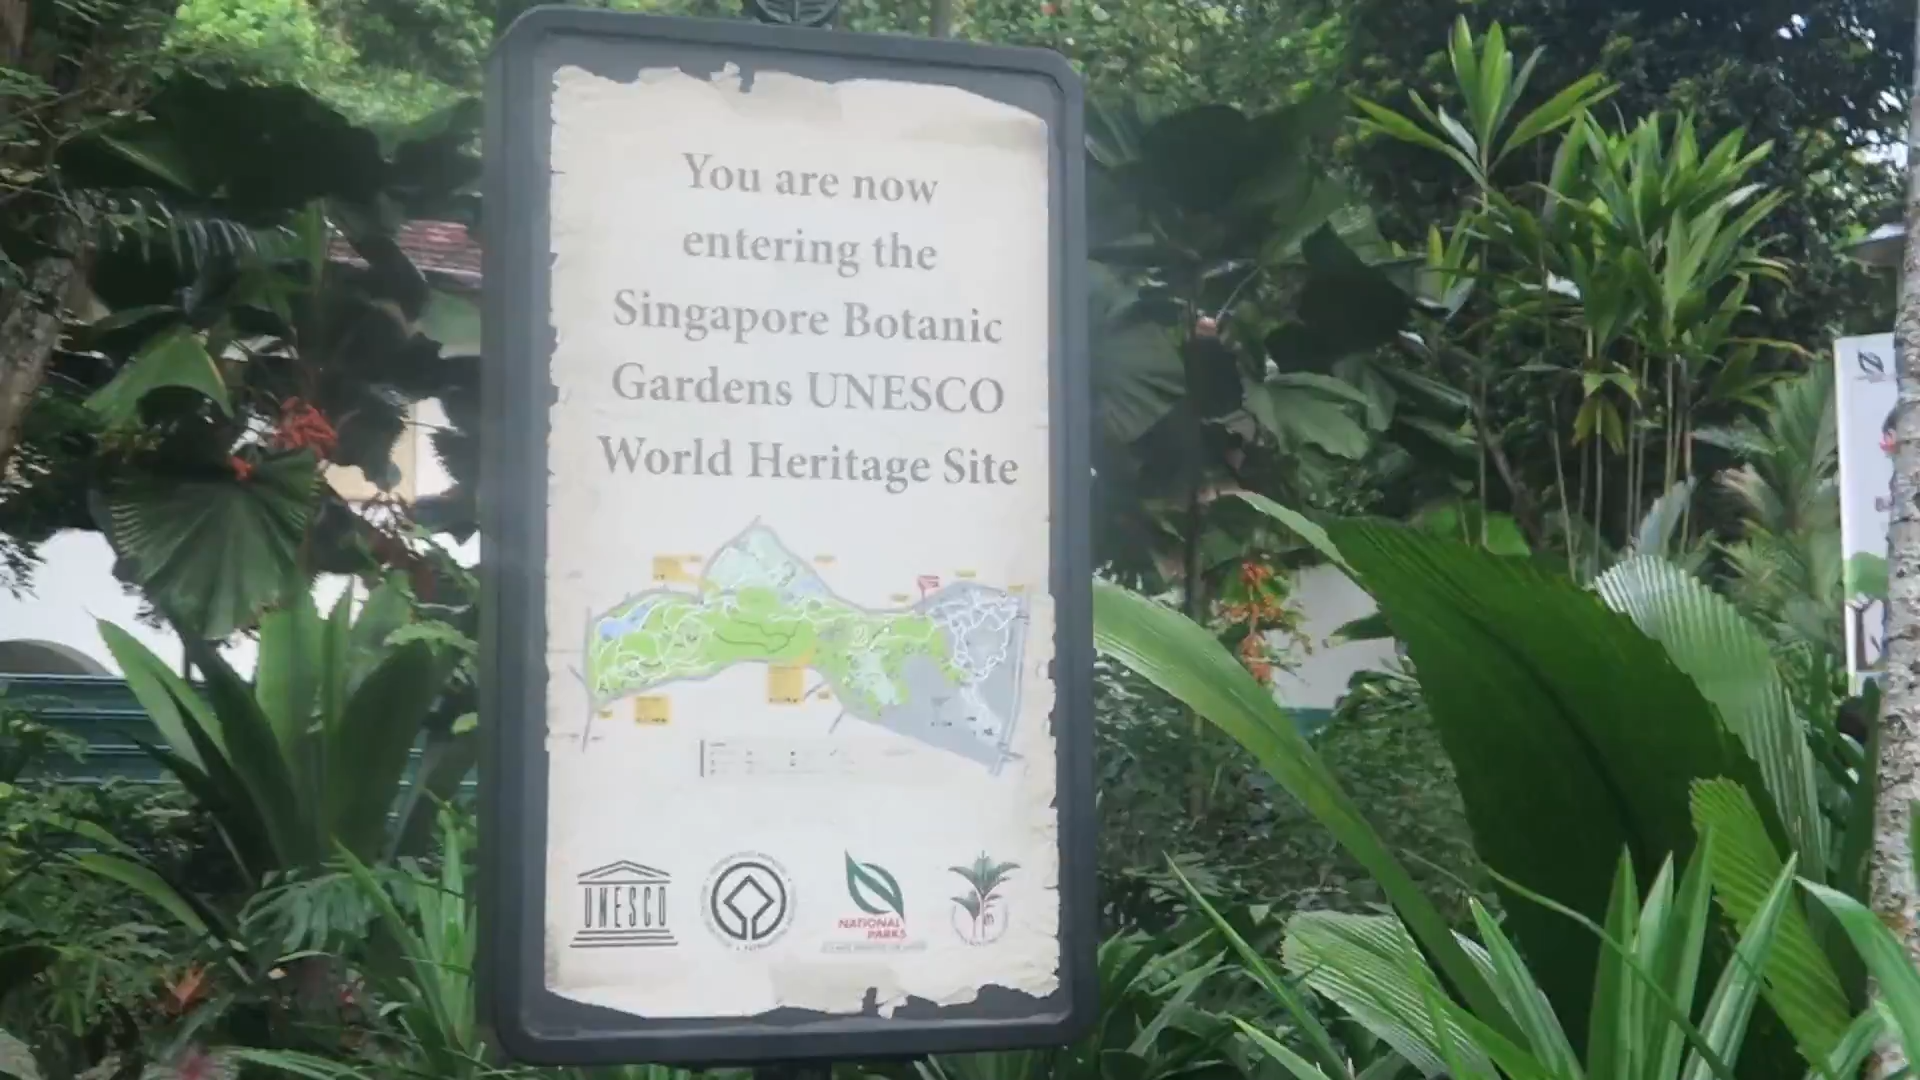 You are now
entering the
Singapore Botanic
Gardens UNESCO
World Heritage Site
UNESCO
NATIONAL
PARKS